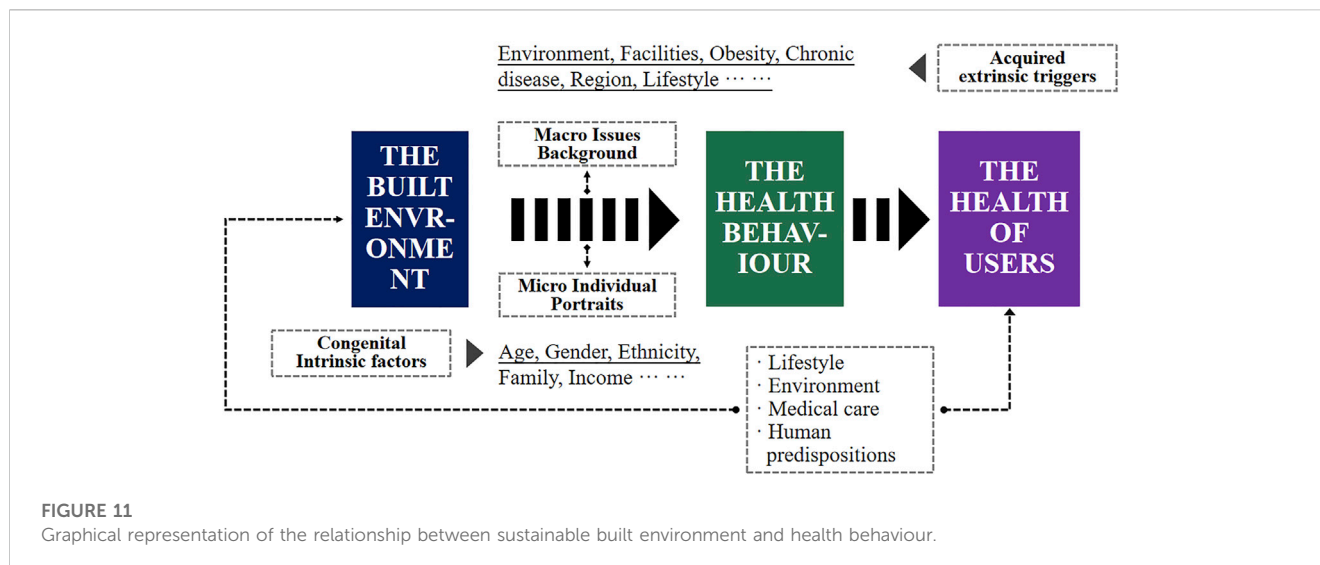 Environment, Facilities, Obesity, Chronic
disease, Region, Lifestyle ··· ···
Acquired
extrinsic triggers
Macro Issues
Background
THE
BUILT
ENVR-
ONME
NT
THE
HEALTH
BEHAV-
IOUR
THE
HEALTH
OF
USERS
Micro Individual
Portraits
Congenital
Intrinsic factors
Age, Gender, Ethnicity,
Family, Income ··· ···
· Lifestyle
· Environment
· Medical care
· Human
predispositions
FIGURE 11
Graphical representation of the relationship between sustainable built environment and health behaviour.